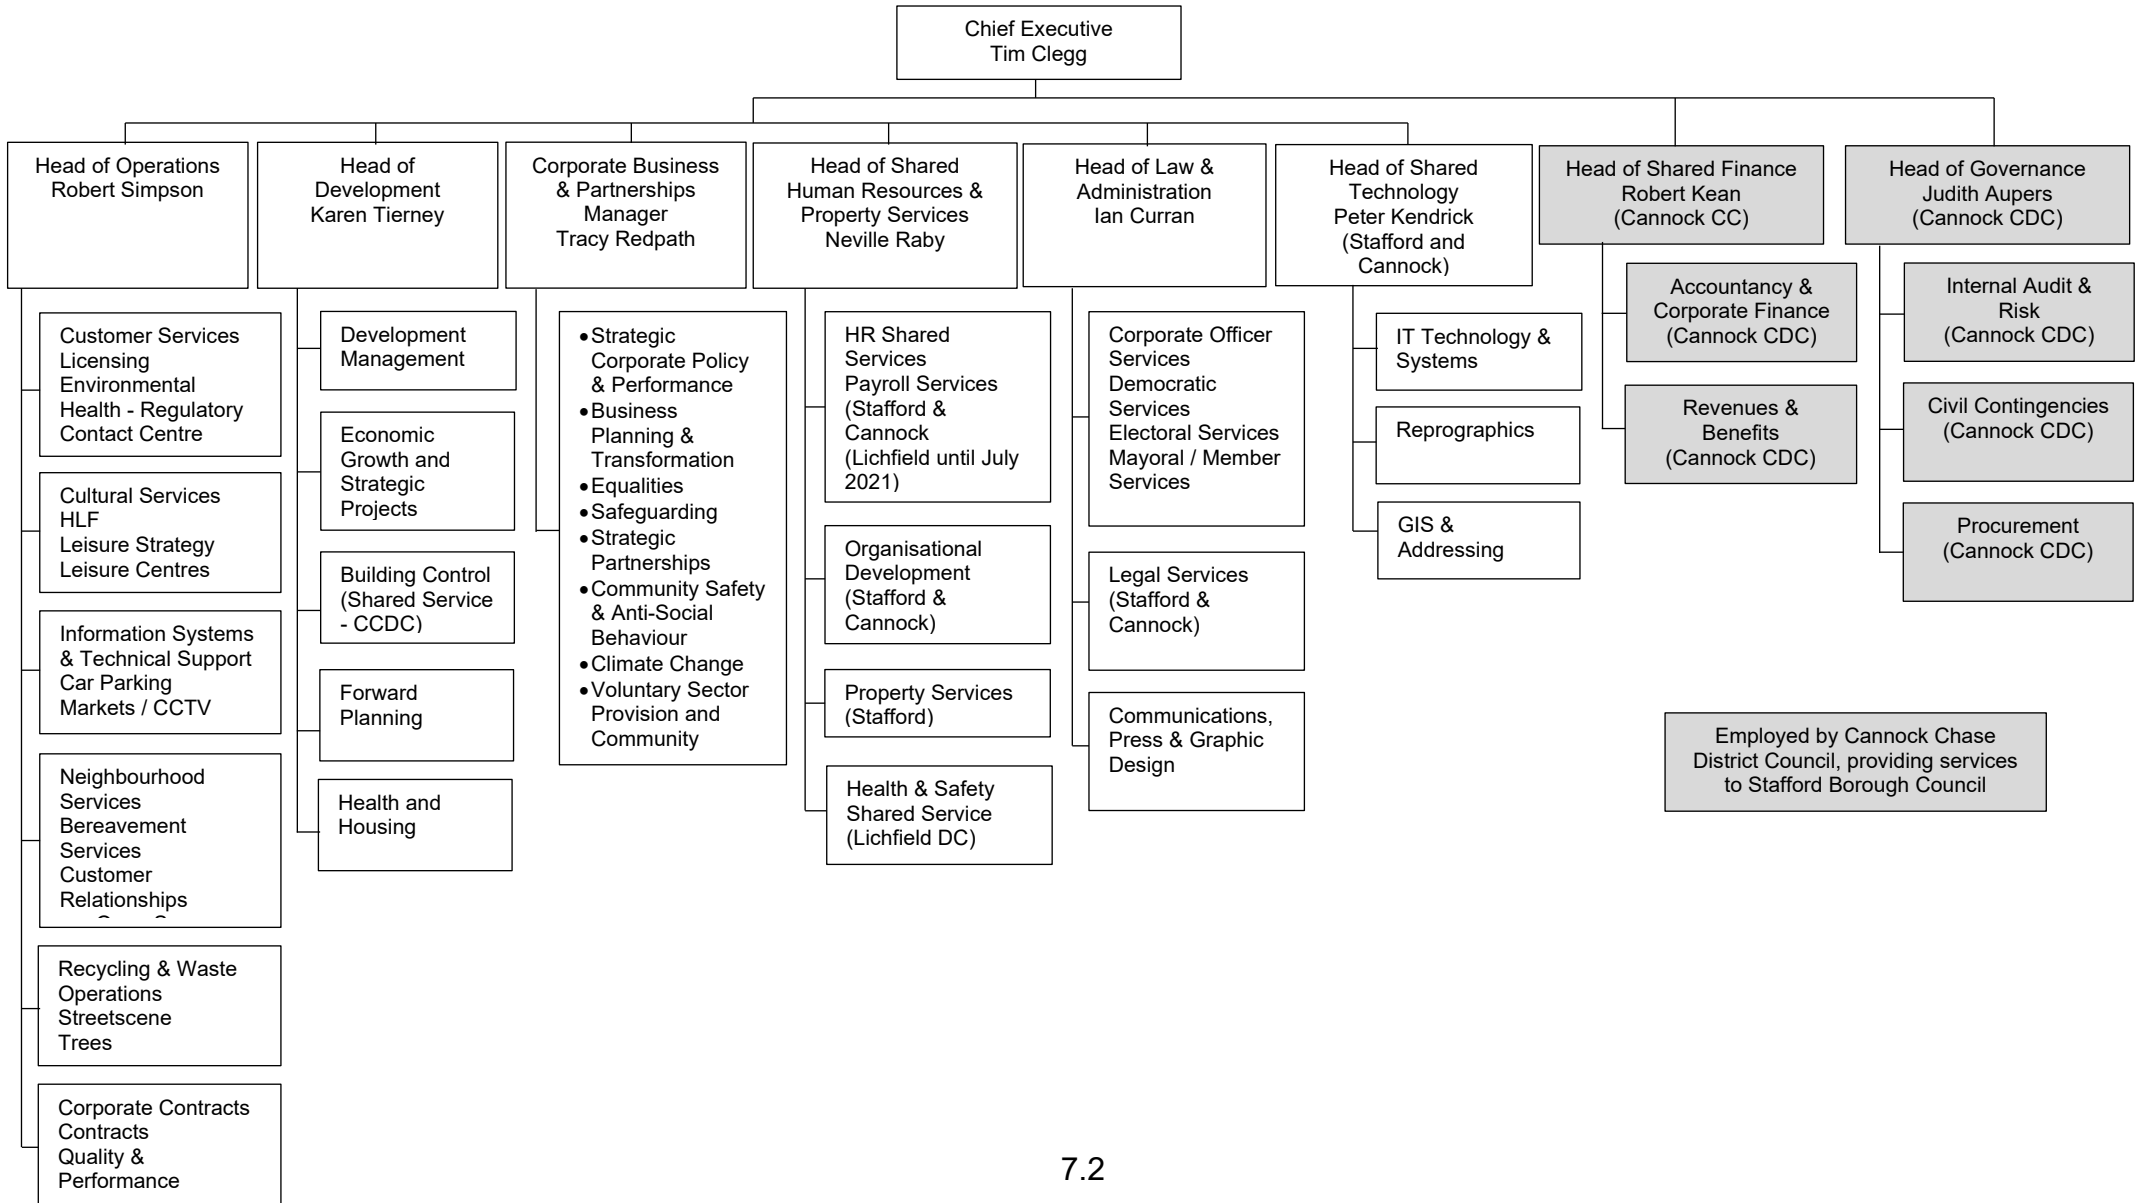 Chief Executive
Tim Clegg
Head of Operations
Robert Simpson
Customer Services
Licensing
Environmental
Health - Regulatory
Contact Centre
Cultural Services
HLF
Leisure Strategy
Leisure Centres
Information Systems
& Technical Support
Car Parking
Markets / CCTV
Neighbourhood
Services
Bereavement
Services
Customer
Relationships
Recycling & Waste
Operations
Streetscene
Trees
Corporate Contracts
Contracts
Quality &
Performance
Head of
Development
Karen Tierney
Development
Management
Economic
Growth and
Strategic
Projects
Building Control
(Shared Service
- CCDC)
Forward
Planning
Health and
Housing
Corporate Business
& Partnerships
Manager
Tracy Redpath
•Strategic
Corporate Policy
& Performance
•Business
Planning &
Transformation
•Equalities
•Safeguarding
•Strategic
Partnerships
•Community Safety
& Anti-Social
Behaviour
•Climate Change
•Voluntary Sector
Provision and
Community
Head of Shared
Human Resources &
Property Services
Neville Raby
HR Shared
Services
Payroll Services
(Stafford &
Cannock
(Lichfield until July
2021)
Organisational
Development
(Stafford &
Cannock)
Property Services
(Stafford)
Health & Safety
Shared Service
(Lichfield DC)
Head of Law &
Administration
Ian Curran
Corporate Officer
Services
Democratic
Services
Electoral Services
Mayoral / Member
Services
Legal Services
(Stafford &
Cannock)
Communications,
Press & Graphic
Design
Head of Shared
Technology
Peter Kendrick
(Stafford and
Cannock)
IT Technology &
Systems
Reprographics
GIS &
Addressing
Head of Shared Finance
Robert Kean
(Cannock CC)
Accountancy &
Corporate Finance
(Cannock CDC)
Revenues &
Benefits
(Cannock CDC)
Head of Governance
Judith Aupers
(Cannock CDC)
Internal Audit &
Risk
(Cannock CDC)
Civil Contingencies
(Cannock CDC)
Procurement
(Cannock CDC)
Employed by Cannock Chase
District Council, providing services
to Stafford Borough Council
7.2